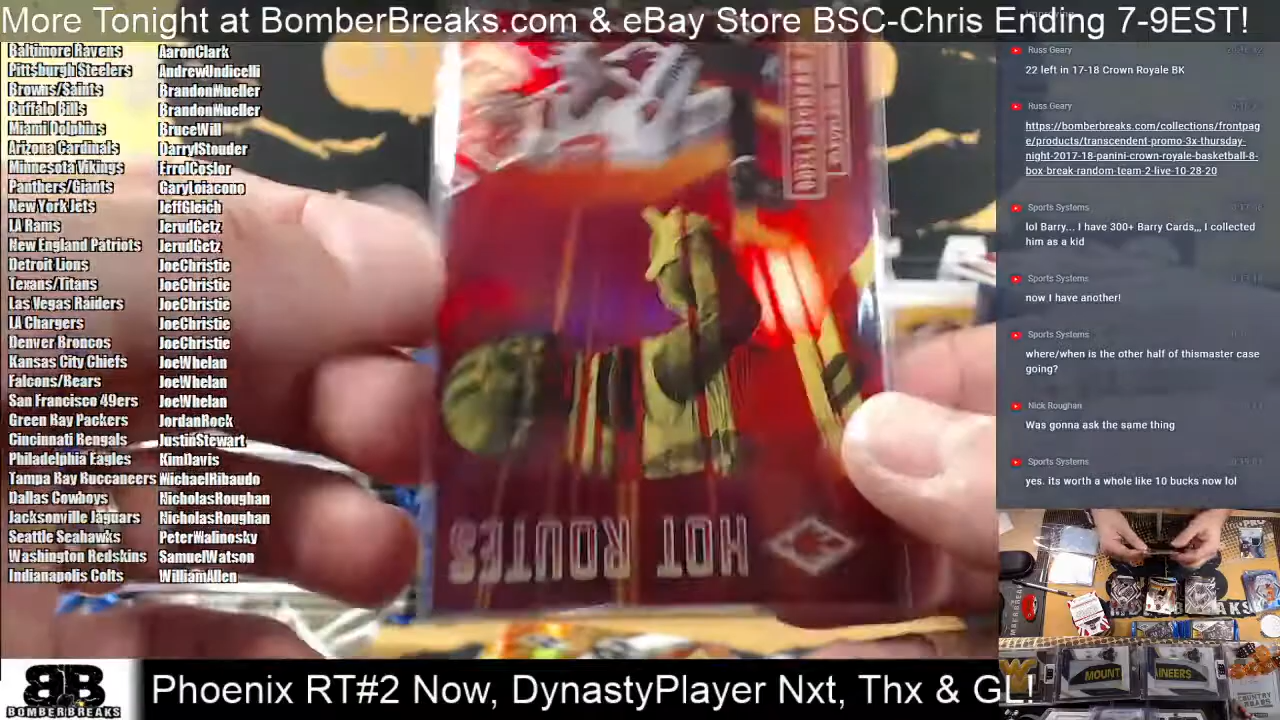 More Tonight at BomberBreaks.com & eBay Store BSC-Chris Ending 7-9EST!
Baltimore Ravens AaronClark
Pittsburgh Steelers AndrewUndicelli
Browns/Saints BrandonMueller
Buffalo Bills BrandonMueller
Miami Dolphins BruceWill
Arizona Cardinals DarrylStouder
Minnesota Vikings ErrolCoslor
Panthers/Giants GaryLoiacono
New York Jets JeffGleich
LA Rams JerudGetz
New England Patriots JerudGetz
Detroit Lions JoeChristie
Texans/Titans JoeChristie
Las Vegas Raiders JoeChristie
LA Chargers JoeChristie
Denver Broncos JoeChristie
Kansas City Chiefs JoeWhelan
Falcons/Bears JoeWhelan
San Francisco 49ers JoeWhelan
Green Bay Packers JordanRock
Cincinnati Bengals JustinStewart
Philadelphia Eagles KimDavis
Tampa Bay Buccaneers MichaelRibaudo
Dallas Cowboys NicholasRoughan
Jacksonville Jaguars NicholasRoughan
Seattle Seahawks PeterMalinosky
Washington Redskins SamuelWatson
Indianapolis Colts WilliamAllen
HOT ROUTES
Russ Geary
22 left in 17-18 Crown Royale BK
Russ Geary
https://bomberbreaks.com/collections/frontpag
e/products/transcendent-promo-3x-thursday-
night-2017-18-panini-crown-royale-basketball-8-
box-break-random-team-2-live-10-28-20
Sports Systems
lol Barry... I have 300+ Barry Cards,,, I collected
him as a kid
Sports Systems
now I have another!
Sports Systems
where/when is the other half of thismaster case
going?
Nick Roughan
Was gonna ask the same thing
Sports Systems
yes. its worth a whole like 10 bucks now lol
MOUNT
AINEERS
BB
BOMBERBREAKS
Phoenix RT#2 Now, DynastyPlayer Nxt, Thx & GL!